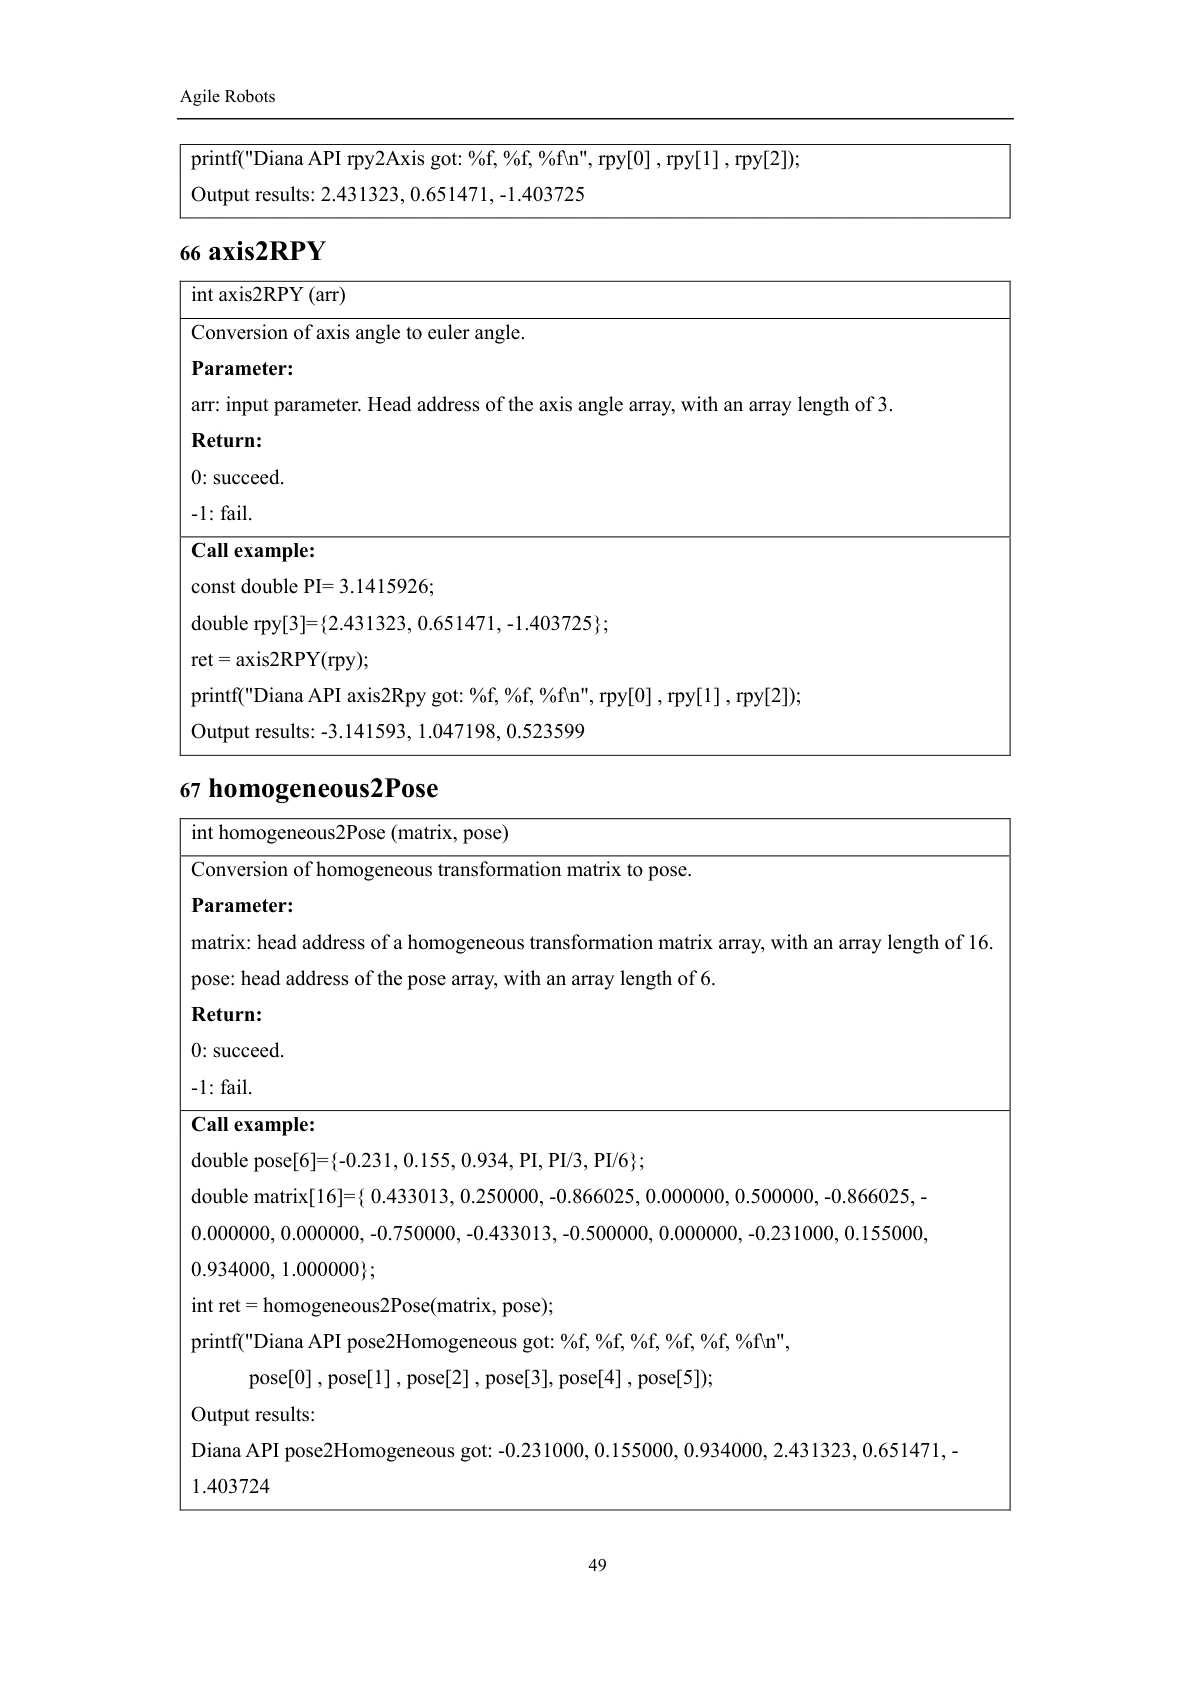 Agile Robots
printf("Diana API rpy2Axis got: %f, %f, %f\n", rpy[0] , rpy[1] , rpy[2]);
Output results: 2.431323, 0.651471, -1.403725
66 axis2RPY
int axis2RPY (arr)
Conversion of axis angle to euler angle.
Parameter:
arr: input parameter. Head address of the axis angle array, with an array length of 3.
Return:
0: succeed.
-1: fail.
Call example:
const double PI= 3.1415926;
double rpy[3]={2.431323, 0.651471, -1.403725};
ret = axis2RPY(rpy);
printf("Diana API axis2Rpy got: %f, %f, %f\n", rpy[0] , rpy[1] , rpy[2]);
Output results: -3.141593, 1.047198, 0.523599
67 homogeneous2Pose
int homogeneous2Pose (matrix, pose)
Conversion of homogeneous transformation matrix to pose.
Parameter:
matrix: head address of a homogeneous transformation matrix array, with an array length of 16.
pose: head address of the pose array, with an array length of 6.
Return:
0: succeed.
-1: fail.
Call example:
double pose[6]={-0.231, 0.155, 0.934, PI, PI/3, PI/6};
double matrix[16]={ 0.433013, 0.250000, -0.866025, 0.000000, 0.500000, -0.866025, -
0.000000, 0.000000, -0.750000, -0.433013, -0.500000, 0.000000, -0.231000, 0.155000,
0.934000, 1.000000};
int ret = homogeneous2Pose(matrix, pose);
printf("Diana API pose2Homogeneous got: %f, %f, %f, %f, %f, %f\n",
pose[0] , pose[1] , pose[2] , pose[3], pose[4] , pose[5]);
Output results:
Diana API pose2Homogeneous got: -0.231000, 0.155000, 0.934000, 2.431323, 0.651471, -
1.403724
49